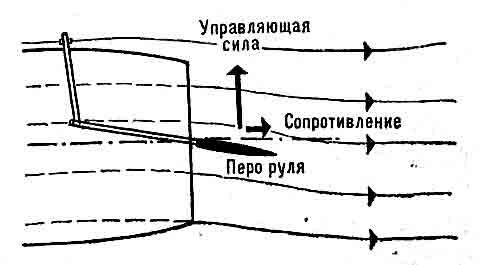 Управляющая
сила
Сопротивление
Перо руля